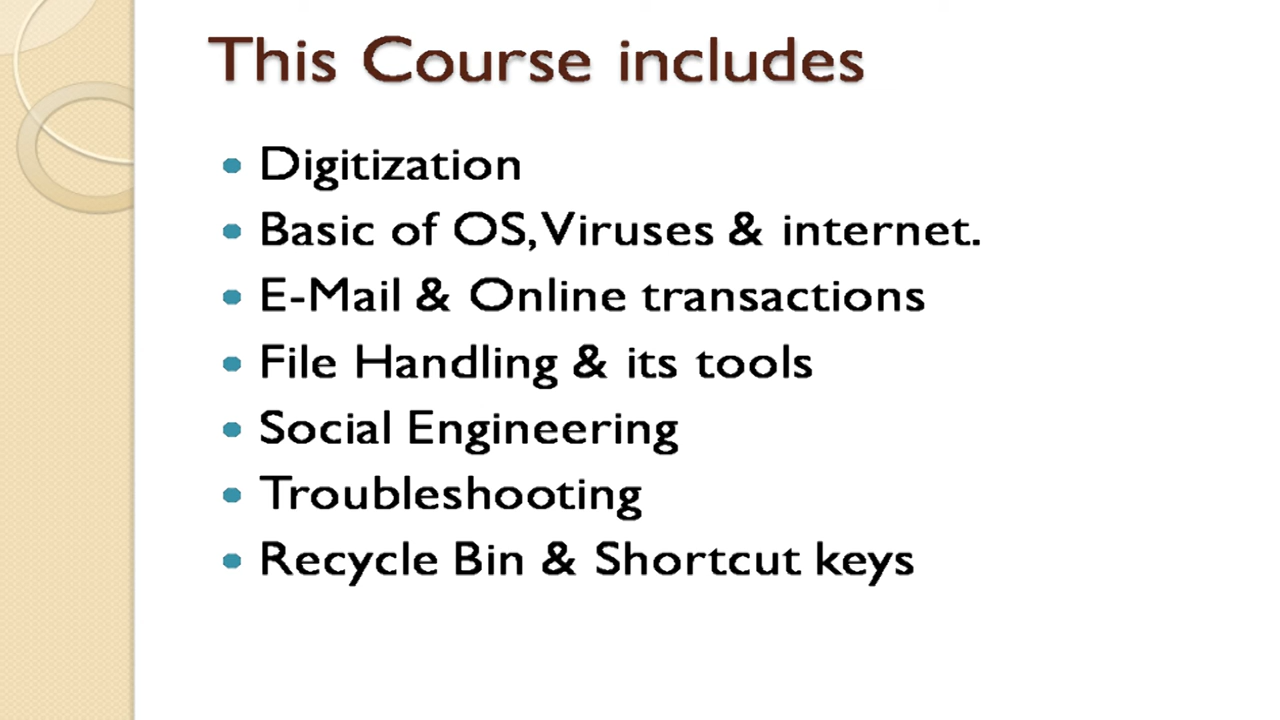 This Course includes
Digitization
Basic of OS, Viruses & internet.
E-Mail & Online transactions
File Handling & its tools
Social Engineering
Troubleshooting
Recycle Bin & Shortcut keys